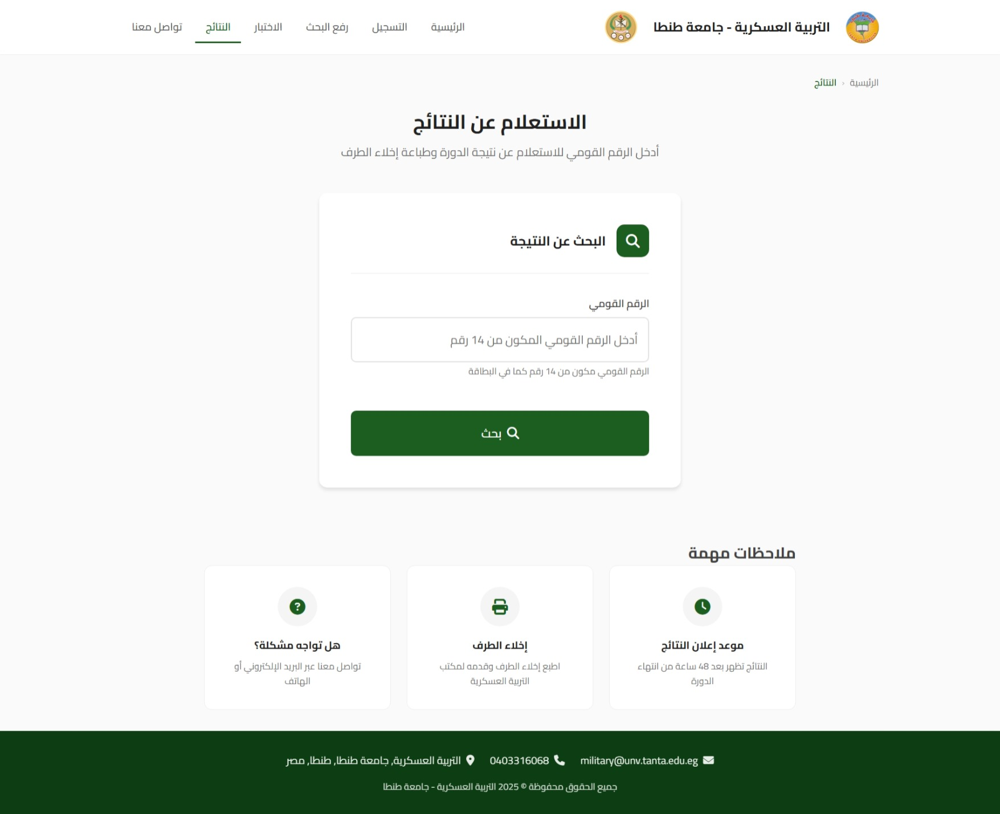 التربية العسكرية - جامعة طنطا
الرئيسية
التسجيل
رفع البحث
الاختبار
النتائج
تواصل معنا
الرئيسية ‹ النتائج
الاستعلام عن النتائج
أدخل الرقم القومي للاستعلام عن نتيجة الدورة وطباعة إخلاء الطرف
البحث عن النتيجة
الرقم القومي
أدخل الرقم القومي المكون من 14 رقم
الرقم القومي مكون من 14 رقم كما في البطاقة
بحث
ملاحظات مهمة
موعد إعلان النتائج
النتائج تظهر بعد 48 ساعة من انتهاء
الدورة
إخلاء الطرف
اطبع إخلاء الطرف وقدمه لمكتب
التربية العسكرية
هل تواجه مشكلة؟
تواصل معنا عبر البريد الإلكتروني أو
الهاتف
military@unv.tanta.edu.eg
0403316068
التربية العسكرية, جامعة طنطا, طنطا, مصر
جميع الحقوق محفوظة © 2025 التربية العسكرية - جامعة طنطا